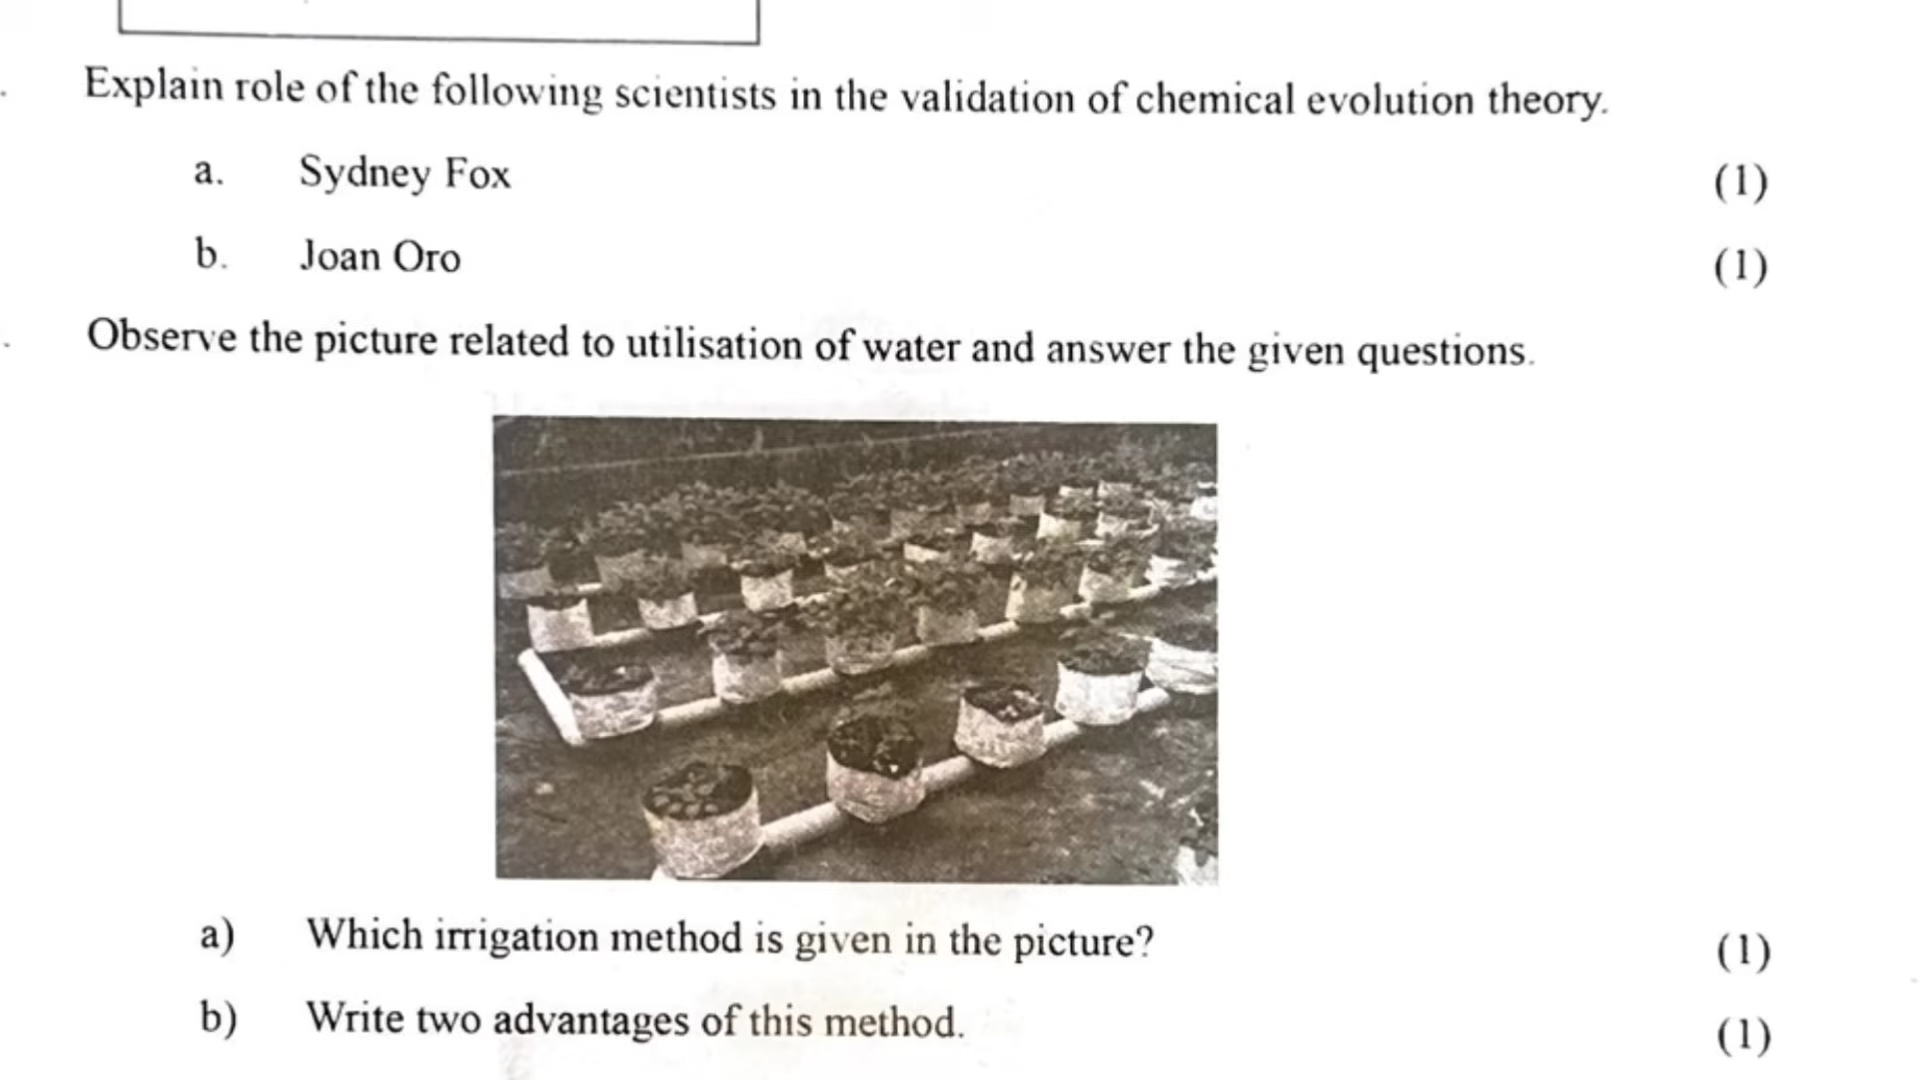 Explain role of the following scientists in the validation of chemical evolution theory.
a. Sydney Fox (1)
b. Joan Oro (1)
Observe the picture related to utilisation of water and answer the given questions.
a) Which irrigation method is given in the picture? (1)
b) Write two advantages of this method. (1)